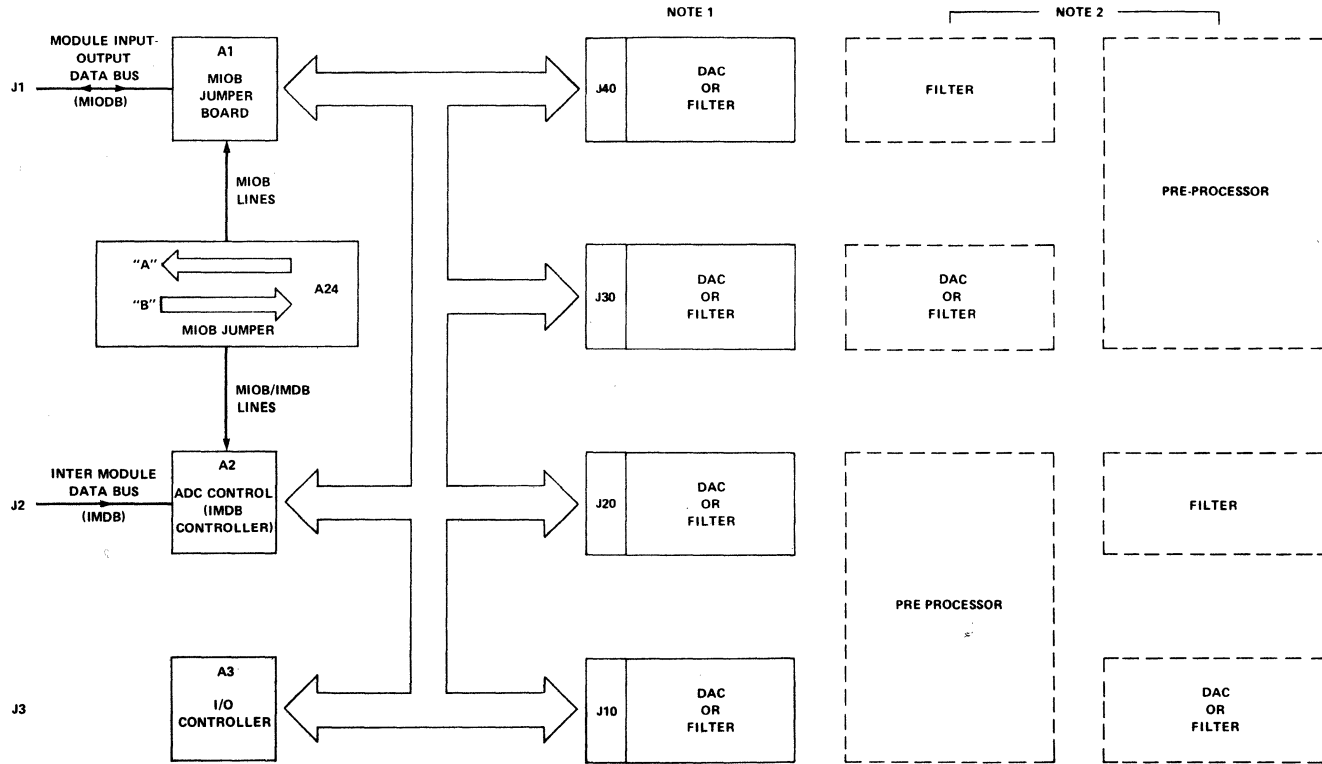 NOTE 1
NOTE 2
MODULE INPUT-
OUTPUT
DATA BUS
(MIODB)
J1
A1
MIOB
JUMPER
BOARD
J40
DAC
OR
FILTER
FILTER
PRE-PROCESSOR
MIOB
LINES
"A"
"B"
A24
MIOB JUMPER
J30
DAC
OR
FILTER
DAC
OR
FILTER
MIOB/IMDB
LINES
INTER MODULE
DATA BUS
(IMDB)
J2
A2
ADC CONTROL
(IMDB
CONTROLLER)
J20
DAC
OR
FILTER
PRE PROCESSOR
FILTER
J3
A3
I/O
CONTROLLER
J10
DAC
OR
FILTER
DAC
OR
FILTER